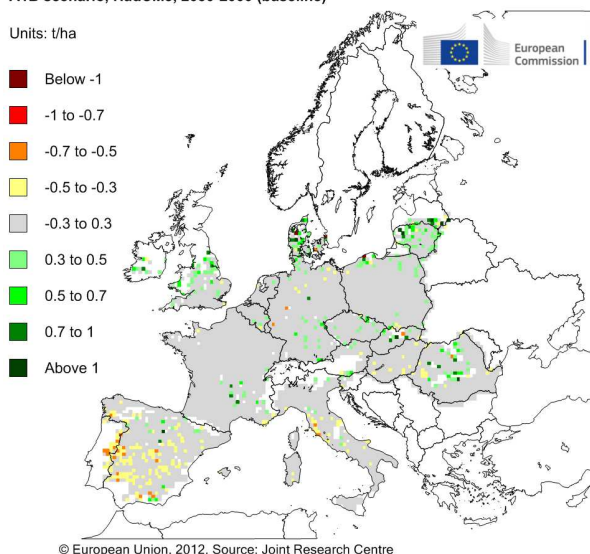 scenario, (baseline)
Units: t/ha
European
Commission
Below -1
-1 to -0.7
-0.7 to -0.5
-0.5 to -0.3
-0.3 to 0.3
0.3 to 0.5
0.5 to 0.7
0.7 to 1
Above 1
© European Union, 2012. Source: Joint Research Centre